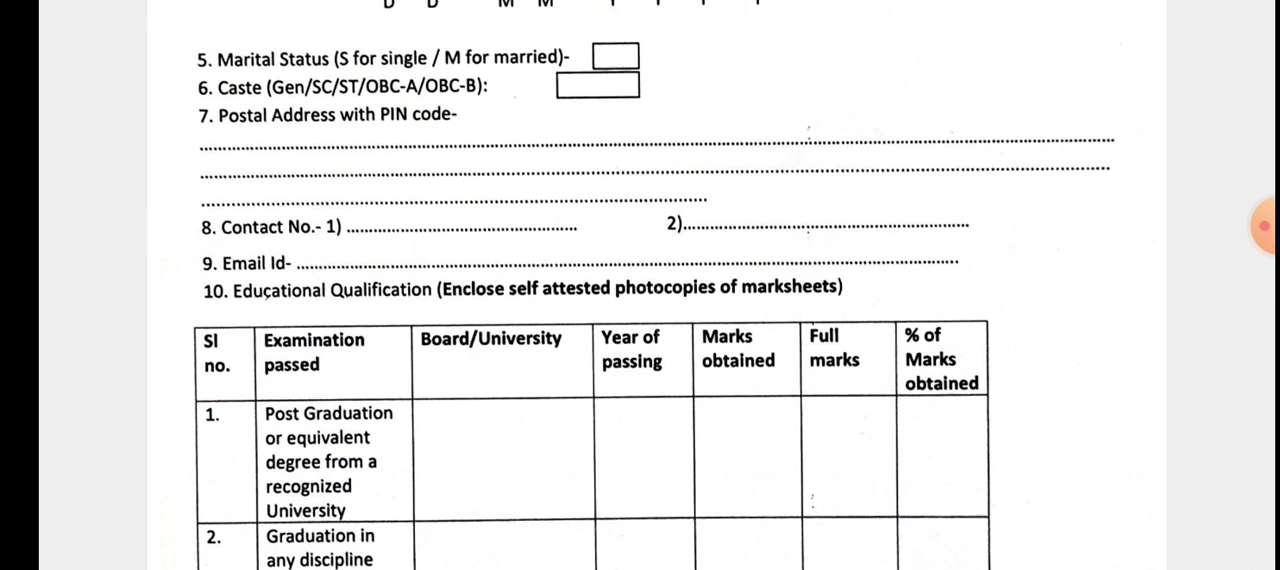 D D M M Y Y Y Y
5. Marital Status (S for single / M for married)-
6. Caste (Gen/SC/ST/OBC-A/OBC-B):
7. Postal Address with PIN code-
8. Contact No.- 1) ........................................ 2)........................................
9. Email Id- ........................................
10. Educational Qualification (Enclose self attested photocopies of marksheets)
Sl no. Examination passed Board/University Year of passing Marks obtained Full marks % of Marks obtained
1. Post Graduation
or equivalent
degree from a
recognized
University
2. Graduation in
any discipline